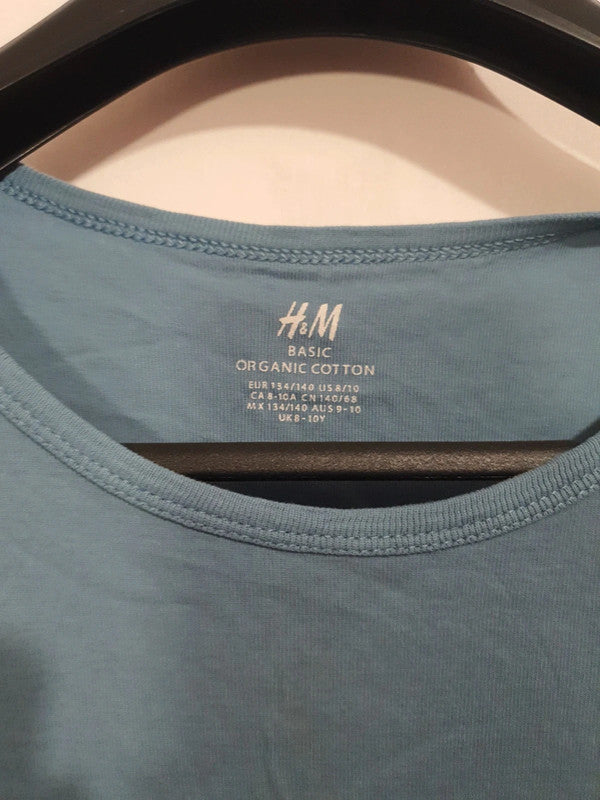 H&M
BASIC
ORGANIC COTTON
EUR 134/140 US 8/10
CA 8-10A CN 140/68
MX 134/140 AUS 9-10
UK 8-10Y